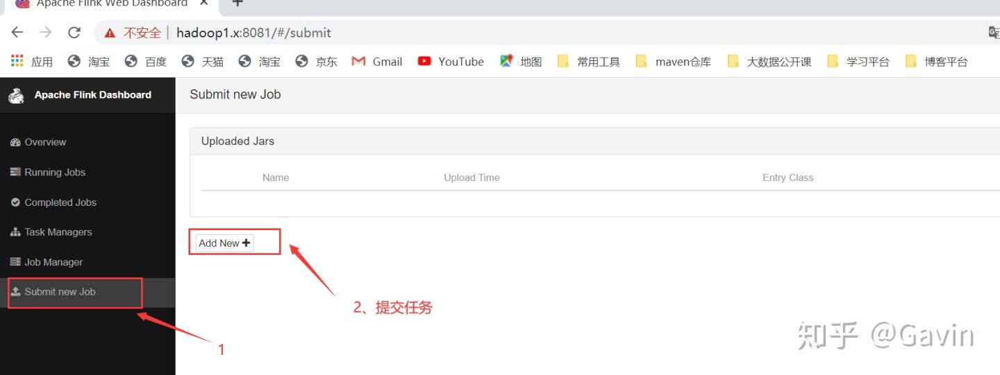 Apache Flink Web Dashboard
不安全 hadoop1.x:8081/#/submit
应用 淘宝 百度 天猫 淘宝 京东 Gmail YouTube 地图 常用工具 maven仓库 大数据公开课 学习平台 博客平台
Apache Flink Dashboard
Submit new Job
Overview
Running Jobs
Completed Jobs
Task Managers
Job Manager
Submit new Job
Uploaded Jars
Name Upload Time Entry Class
Add New
2、提交任务
1
知乎 @Gavin